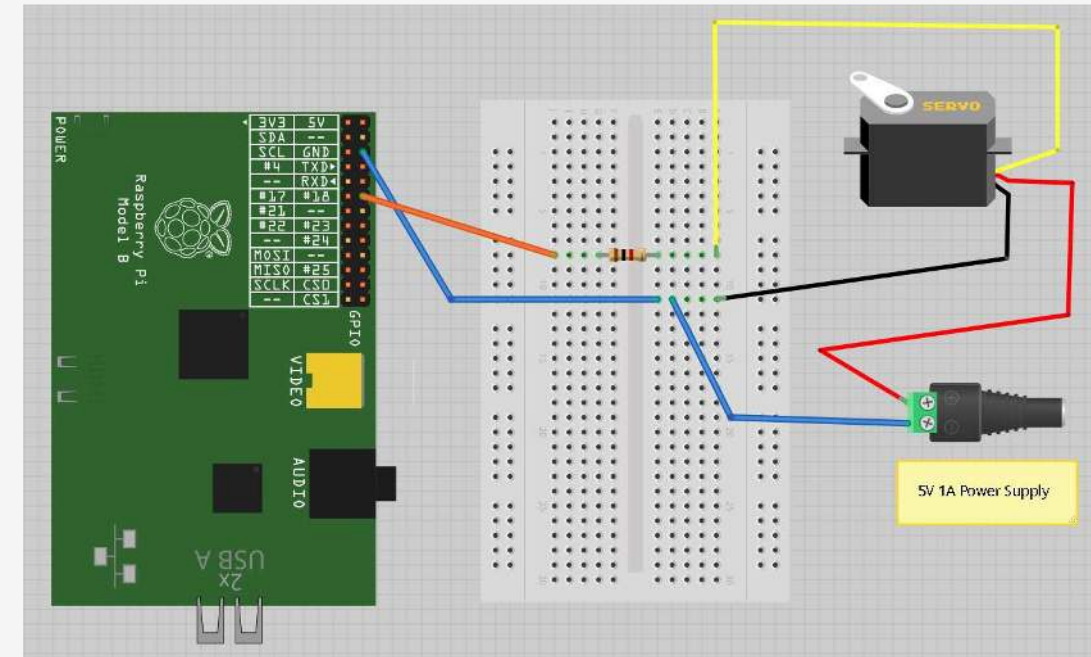 POWER
Raspberry Pi
Model B
3V3 5V
SDA --
SCL GND
#4 TXD
-- RXD
#17 #18
#21 --
#22 #23
-- #24
MOSI --
MISO #25
SCLK CS0
-- CS1
GPIO
VIDEO
AUDIO
2x
USB A
SERVO
5V 1A Power Supply